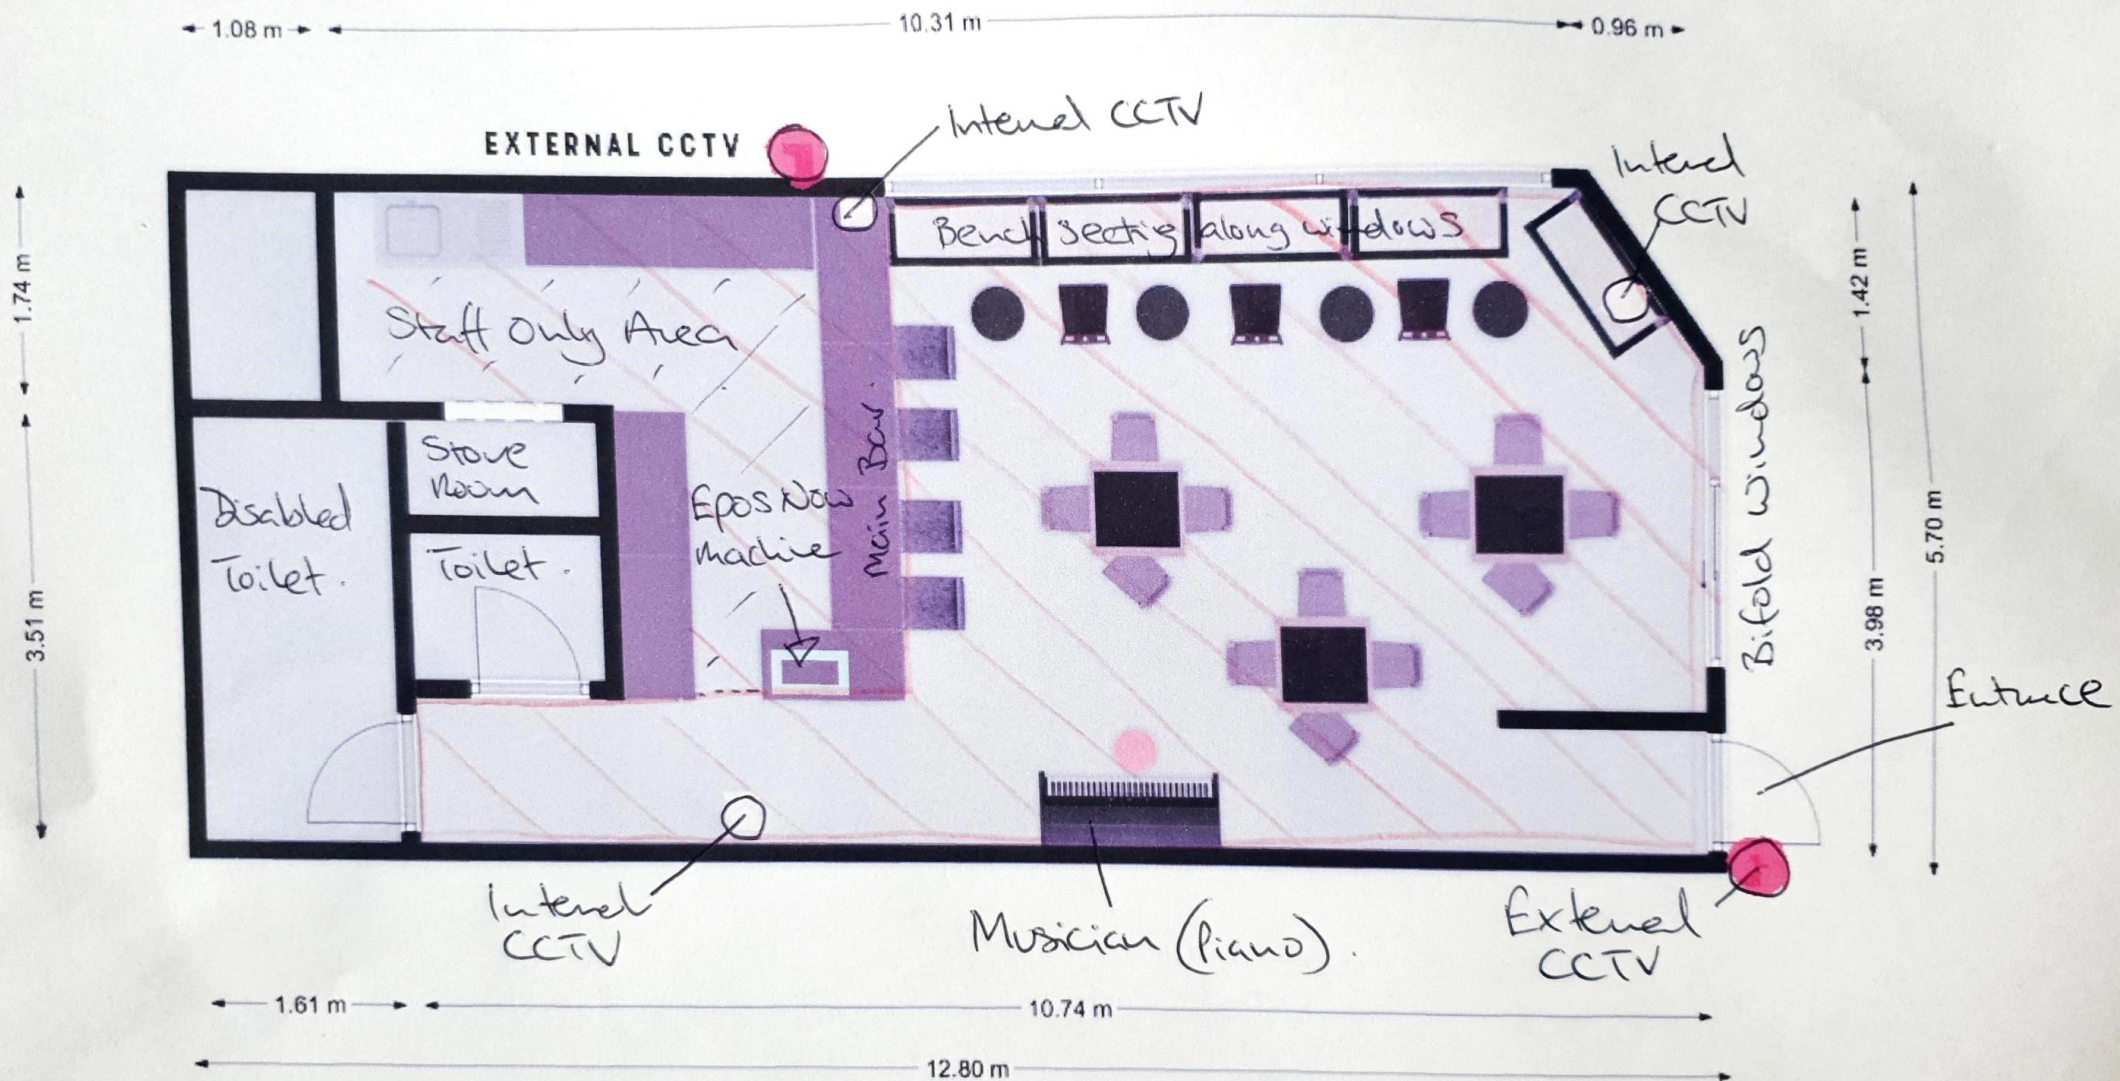 1.08 m
10.31 m
0.96 m
EXTERNAL CCTV
Internal CCTV
Internal
CCTV
1.74 m
Bench seating along windows
1.42 m
Staff Only Area
Main Bar.
Bifold Windows
5.70 m
3.98 m
Store
Room
Disabled
Toilet.
Toilet.
Epos Now
machine
3.51 m
Entrance
Internal
CCTV
Musician (Piano).
External
CCTV
1.61 m
10.74 m
12.80 m